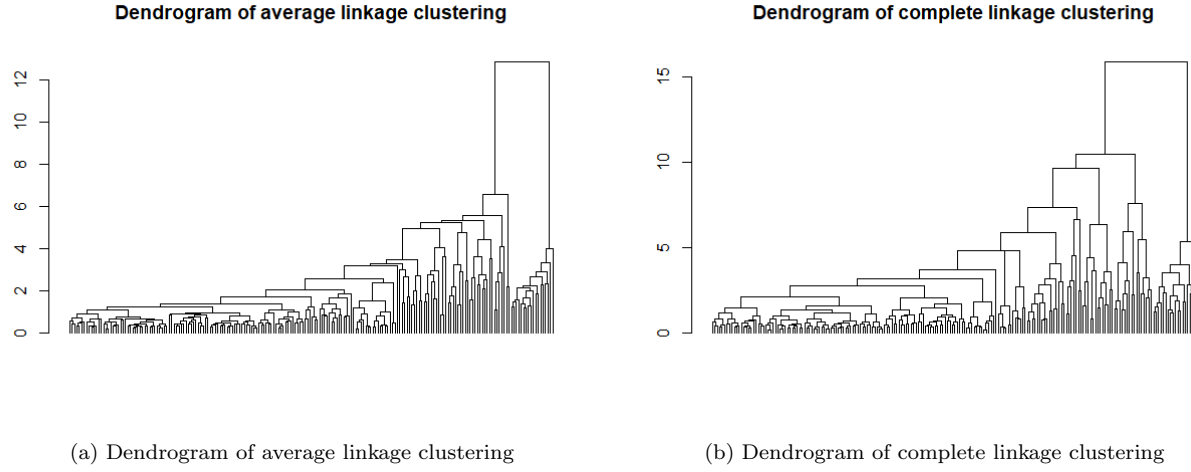 Dendrogram of average linkage clustering
12
10
8
6
4
2
0
Dendrogram of complete linkage clustering
15
10
5
0
(a) Dendrogram of average linkage clustering
(b) Dendrogram of complete linkage clustering